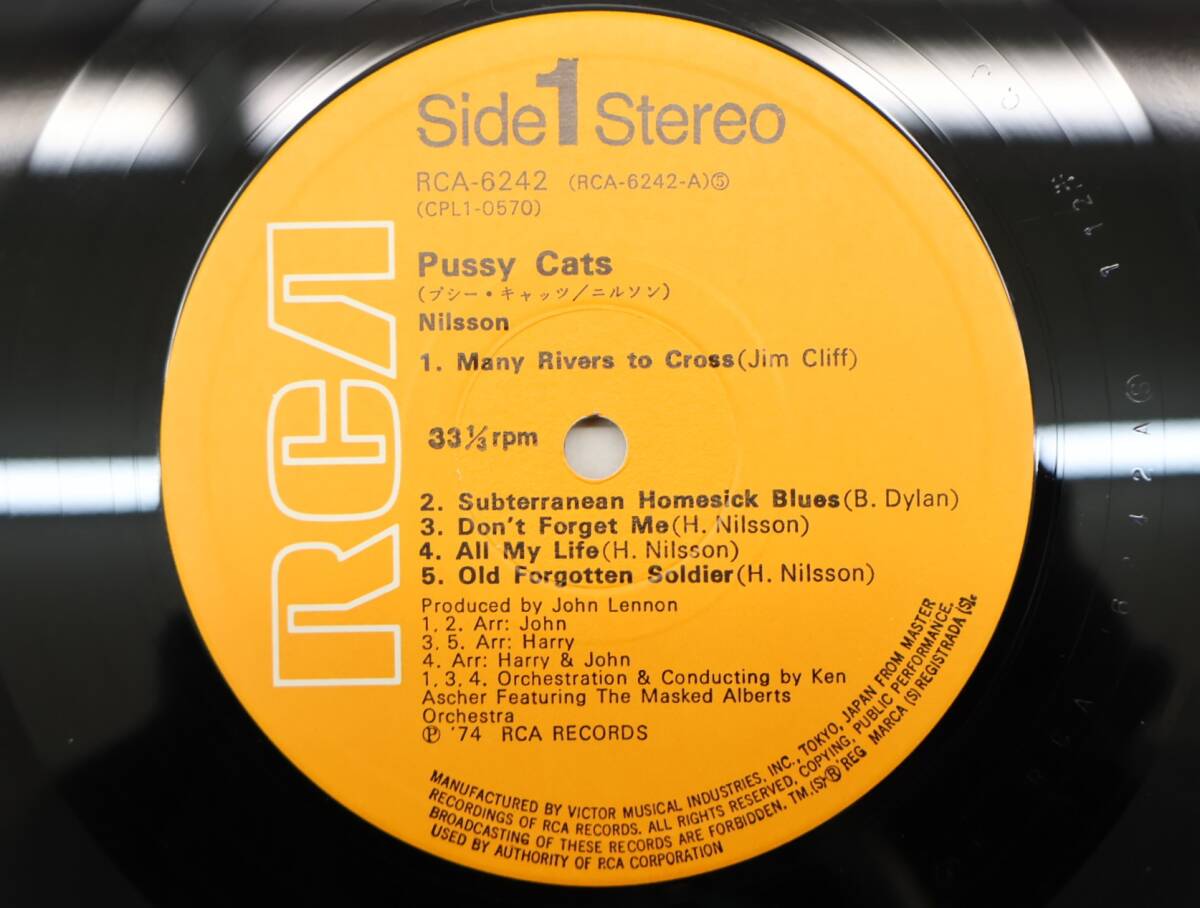 Side 1 Stereo
RCA-6242 (RCA-6242-A)⑤
(CPL1-0570)
RCA
Pussy Cats
(プシー・キャッツ/ニルソン)
Nilsson
1. Many Rivers to Cross(Jim Cliff)
33⅓rpm
2. Subterranean Homesick Blues(B. Dylan)
3. Don't Forget Me(H. Nilsson)
4. All My Life(H. Nilsson)
5. Old Forgotten Soldier(H. Nilsson)
Produced by John Lennon
1, 2. Arr: John
3, 5. Arr: Harry
4. Arr: Harry & John
1, 3, 4. Orchestration & Conducting by Ken
Ascher Featuring The Masked Alberts
Orchestra
Ⓟ '74 RCA RECORDS
MANUFACTURED BY VICTOR MUSICAL INDUSTRIES, INC., TOKYO, JAPAN FROM MASTER
RECORDINGS OF RCA RECORDS. ALL RIGHTS RESERVED, COPYING, PUBLIC PERFORMANCE,
BROADCASTING OF THESE RECORDS ARE FORBIDDEN, TM.(S)·® REG MARCA (S) REGISTRADA (S).
USED BY AUTHORITY OF RCA CORPORATION